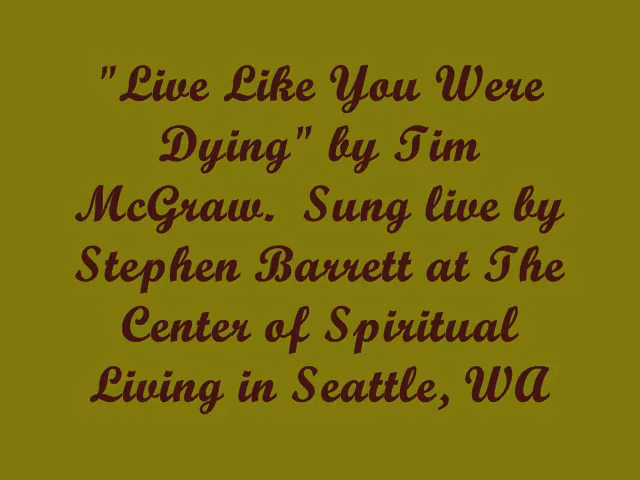 "Live Like You Were
Dying" by Tim
McGraw.  Sung live by
Stephen Barrett at The
Center of Spiritual
Living in Seattle, WA